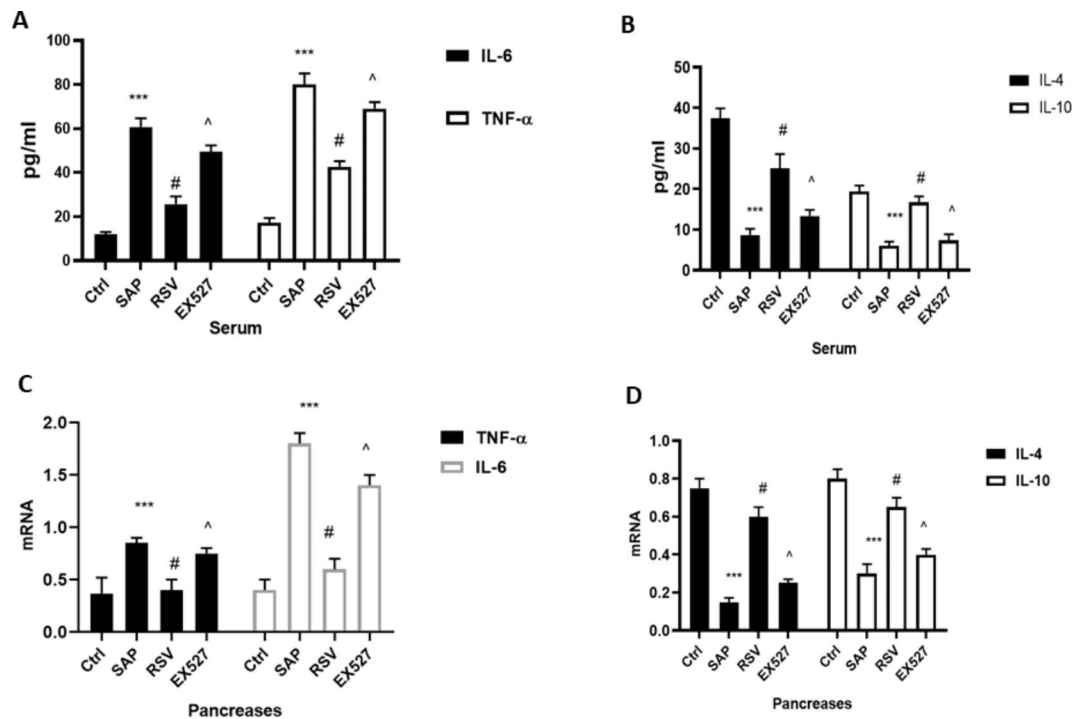 A
100
80
60
40
20
0
pg/ml
***
#
^
***
#
^
Ctrl
SAP
RSV
EX527
Ctrl
SAP
RSV
EX527
Serum
IL-6
TNF-α
B
50
40
30
20
10
0
pg/ml
***
#
^
***
#
^
Ctrl
SAP
RSV
EX527
Ctrl
SAP
RSV
EX527
Serum
IL-4
IL-10
C
2.0
1.5
1.0
0.5
0.0
mRNA
***
#
^
***
#
^
Ctrl
SAP
RSV
EX527
Ctrl
SAP
RSV
EX527
Pancreases
TNF-α
IL-6
D
1.0
0.8
0.6
0.4
0.2
0.0
mRNA
***
#
^
***
#
^
Ctrl
SAP
RSV
EX527
Ctrl
SAP
RSV
EX527
Pancreases
IL-4
IL-10